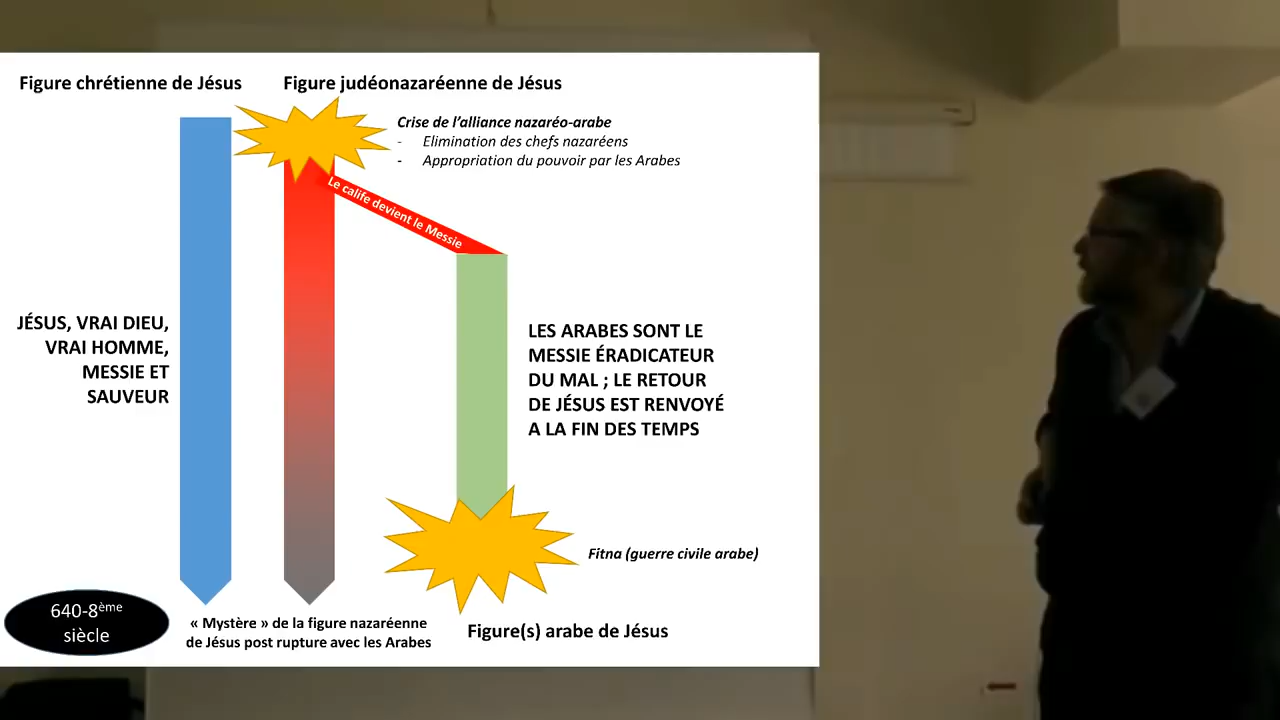 Figure chrétienne de Jésus
Figure judéonazaréenne de Jésus
Crise de l'alliance nazaréo-arabe
- Elimination des chefs nazaréens
- Appropriation du pouvoir par les Arabes
Le calife devient le Messie
JÉSUS, VRAI DIEU,
VRAI HOMME,
MESSIE ET
SAUVEUR
LES ARABES SONT LE
MESSIE ÉRADICATEUR
DU MAL ; LE RETOUR
DE JÉSUS EST RENVOYÉ
A LA FIN DES TEMPS
Fitna (guerre civile arabe)
640-8ème
siècle
« Mystère » de la figure nazaréenne
de Jésus post rupture avec les Arabes
Figure(s) arabe de Jésus